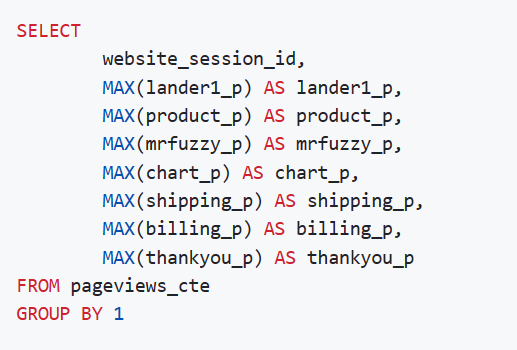 SELECT
website_session_id,
MAX(lander1_p) AS lander1_p,
MAX(product_p) AS product_p,
MAX(mrfuzzy_p) AS mrfuzzy_p,
MAX(chart_p) AS chart_p,
MAX(shipping_p) AS shipping_p,
MAX(billing_p) AS billing_p,
MAX(thankyou_p) AS thankyou_p
FROM pageviews_cte
GROUP BY 1